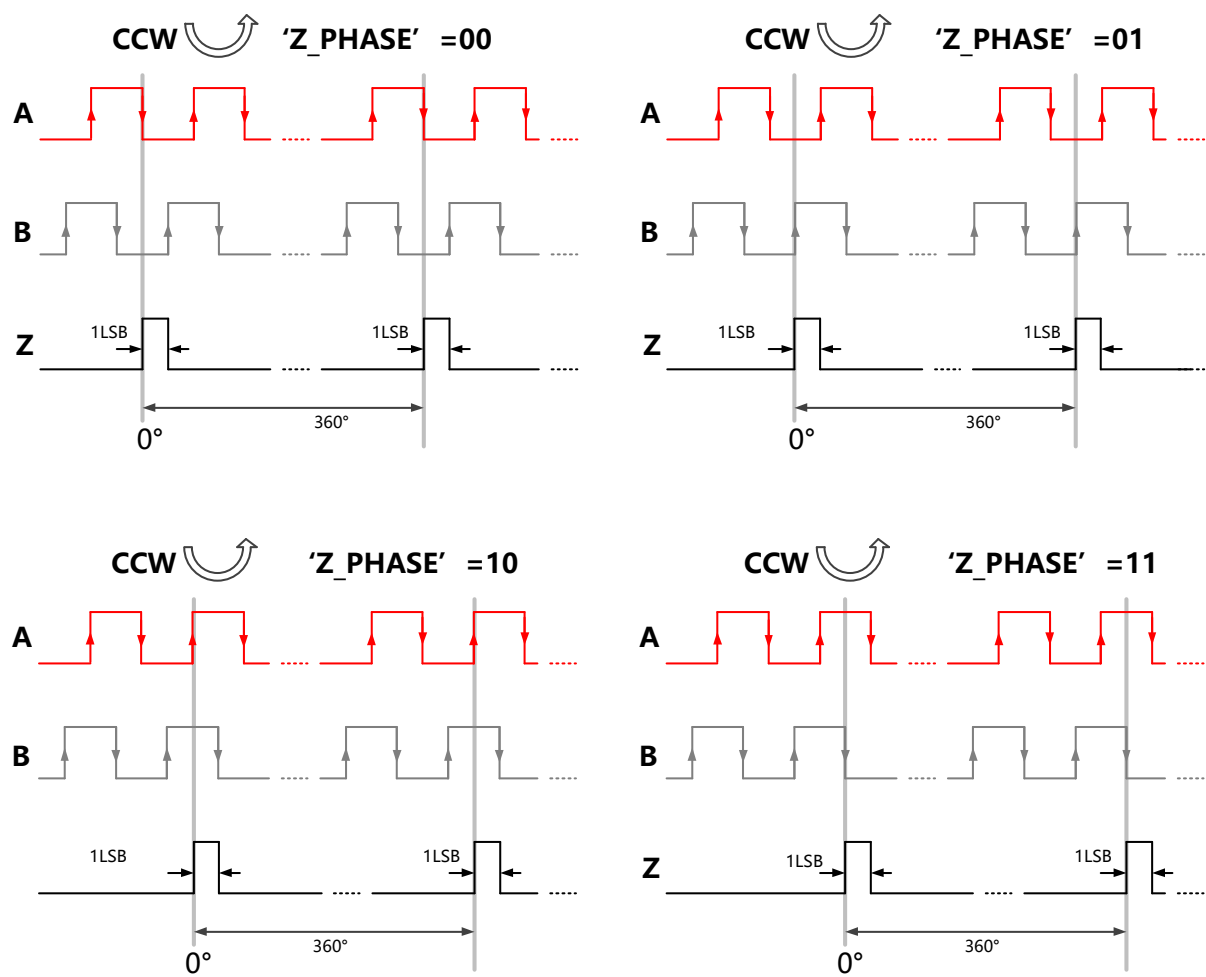 CCW 'Z_PHASE' =00
A
B
1LSB 1LSB
Z
360°
0°
CCW 'Z_PHASE' =01
A
B
1LSB 1LSB
Z
360°
0°
CCW 'Z_PHASE' =10
A
B
1LSB 1LSB
360°
0°
CCW 'Z_PHASE' =11
A
B
1LSB 1LSB
Z
360°
0°